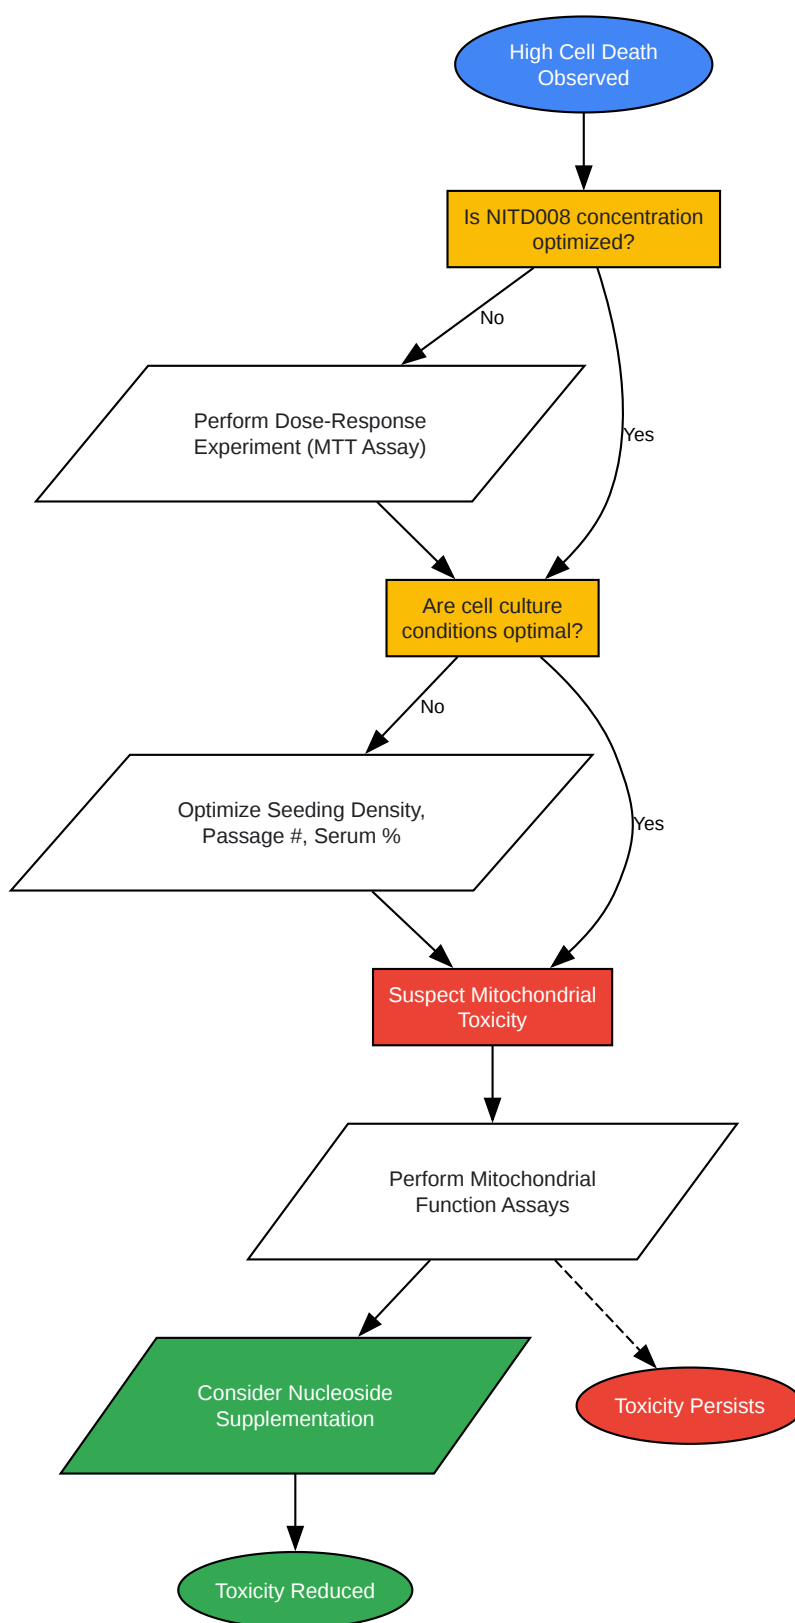 High Cell Death
Observed
Is NITD008 concentration
optimized?
No
Perform Dose-Response
Experiment (MTT Assay)
Yes
Are cell culture
conditions optimal?
No
Optimize Seeding Density,
Passage #, Serum %
Yes
Suspect Mitochondrial
Toxicity
Perform Mitochondrial
Function Assays
Consider Nucleoside
Supplementation
Toxicity Persists
Toxicity Reduced